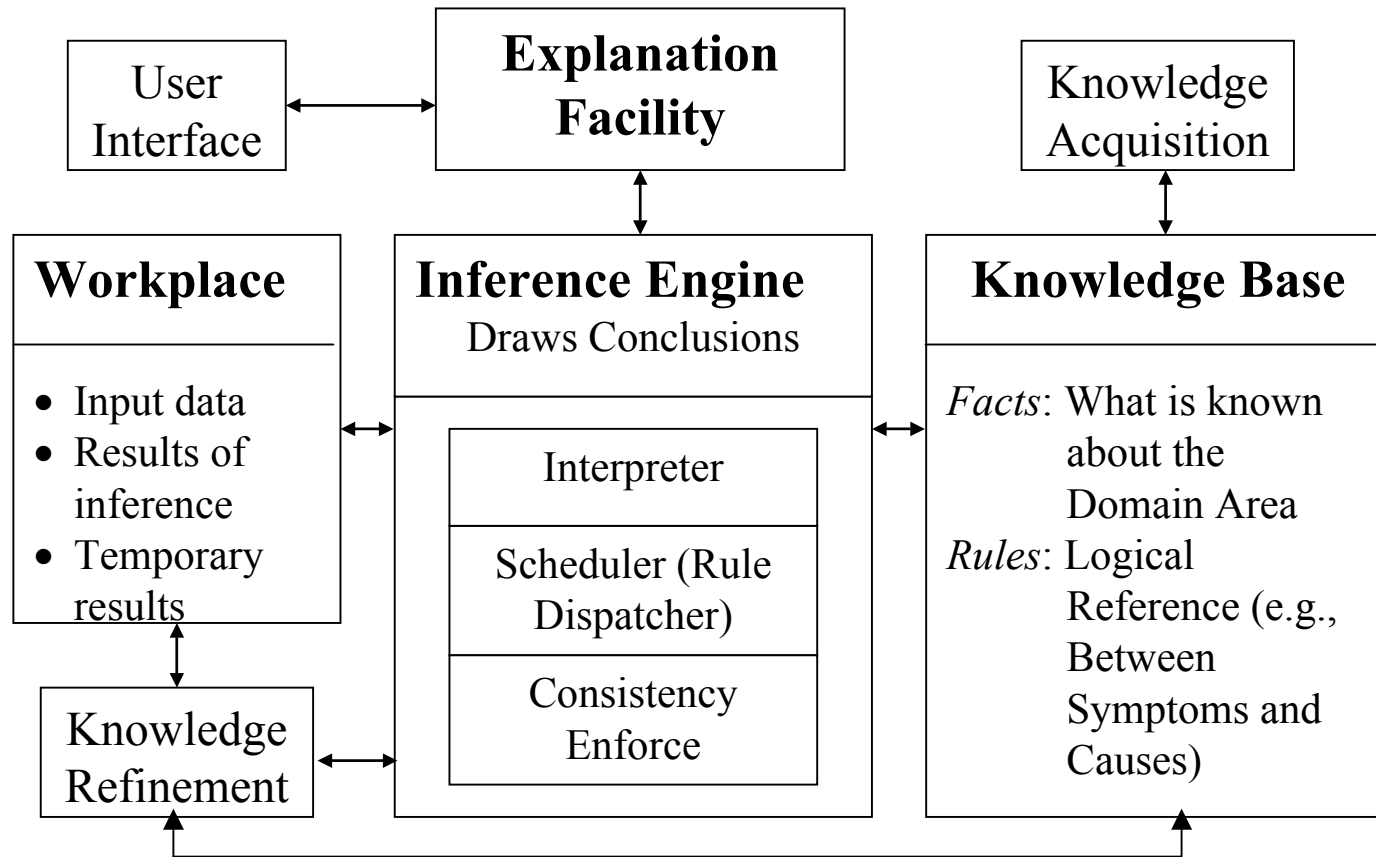 User
Interface
Explanation
Facility
Knowledge
Acquisition
Workplace
• Input data
• Results of
inference
• Temporary
results
Inference Engine
Draws Conclusions
Interpreter
Scheduler (Rule
Dispatcher)
Consistency
Enforce
Knowledge Base
Facts: What is known
about the
Domain Area
Rules: Logical
Reference (e.g.,
Between
Symptoms and
Causes)
Knowledge
Refinement